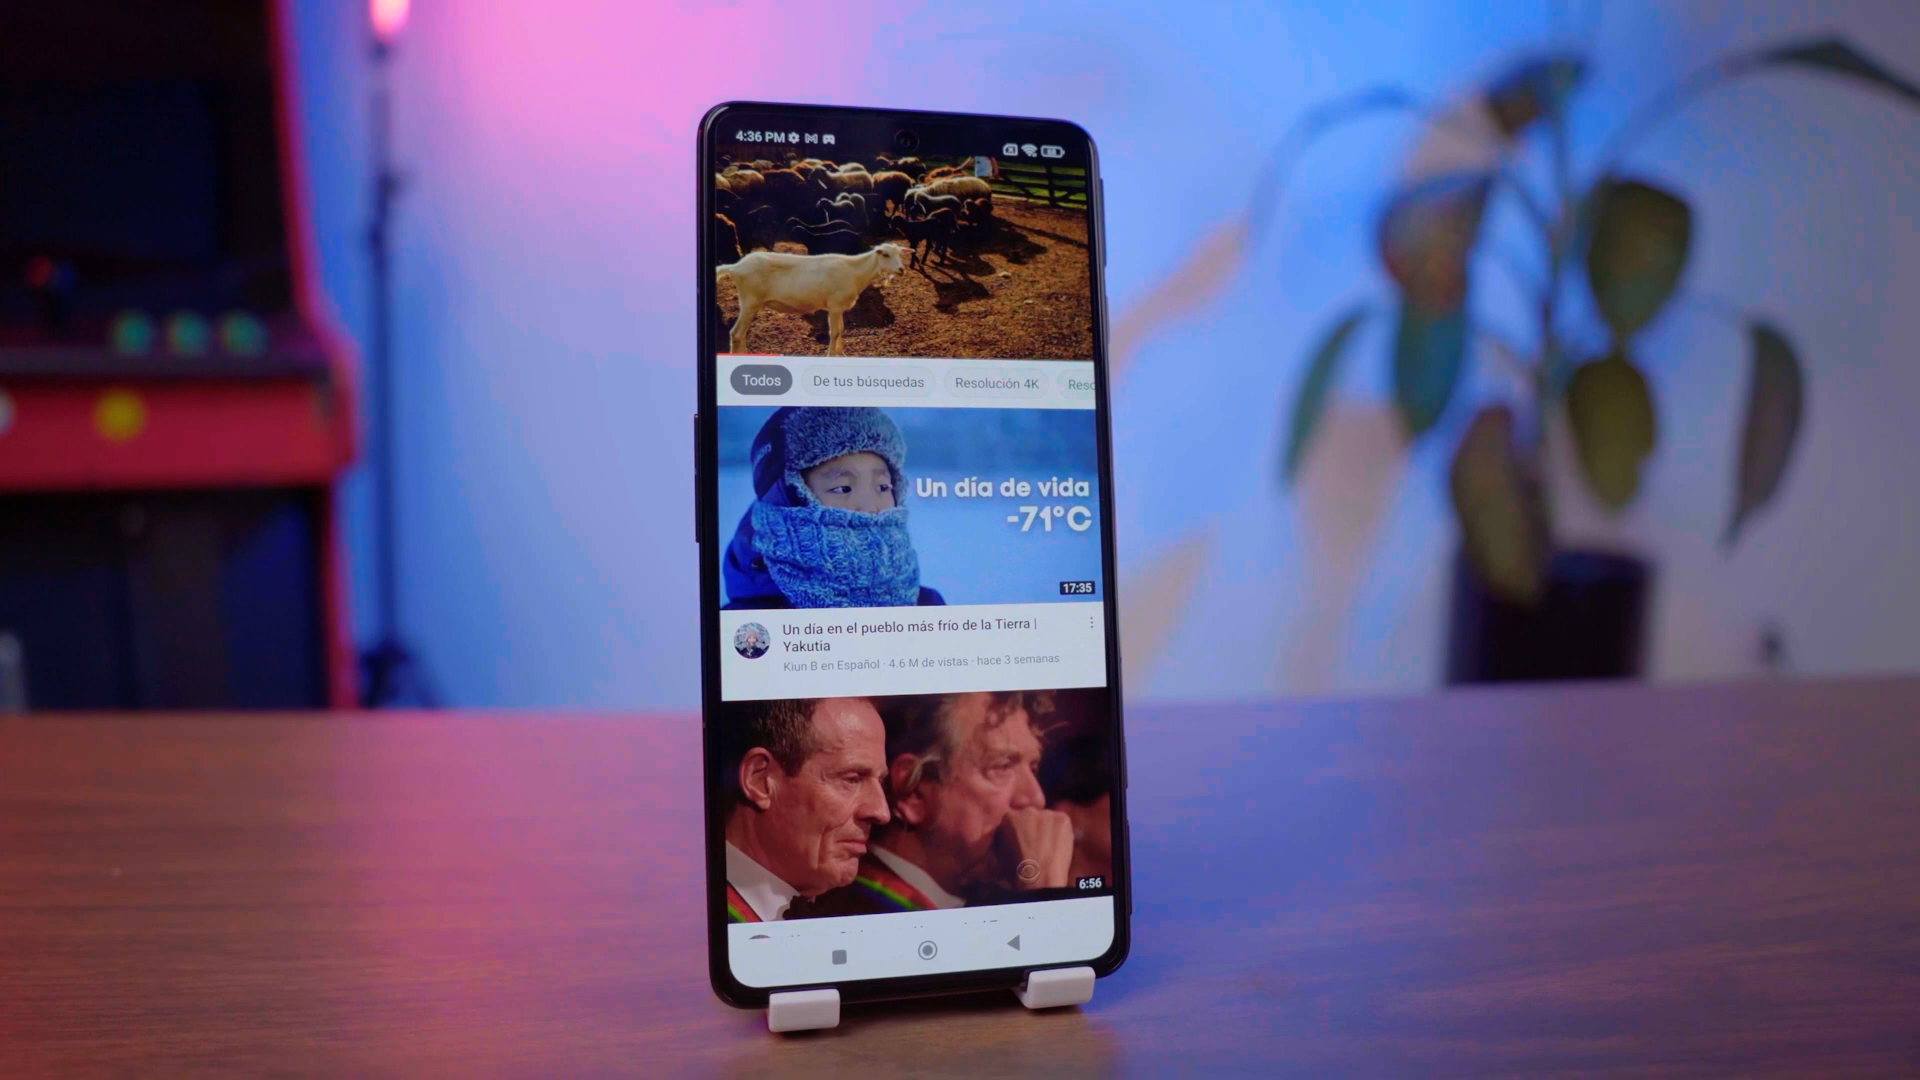 4:36 PM
Todos
De tus búsquedas
Resolución 4K
Reso
Un día de vida
-71°C
17:35
Un día en el pueblo más frío de la Tierra |
Yakutia
Kiun B en Español · 4.6 M de vistas · hace 3 semanas
6:56